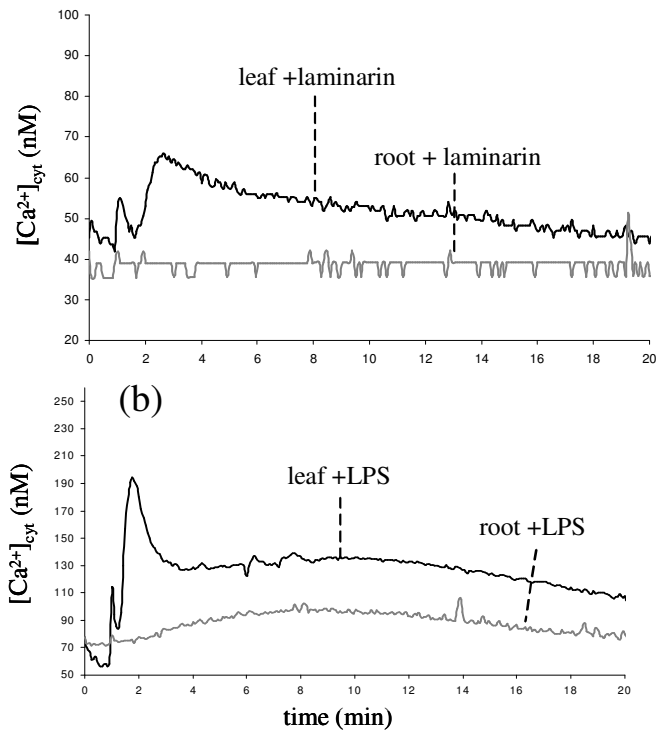 100
90
80
70
60
50
40
30
20
[Ca²⁺]cyt (nM)
leaf +laminarin
root + laminarin
0 2 4 6 8 10 12 14 16 18 20
(b)
250
230
210
190
170
150
130
110
90
70
50
[Ca²⁺]cyt (nM)
leaf +LPS
root +LPS
0 2 4 6 8 10 12 14 16 18 20
time (min)